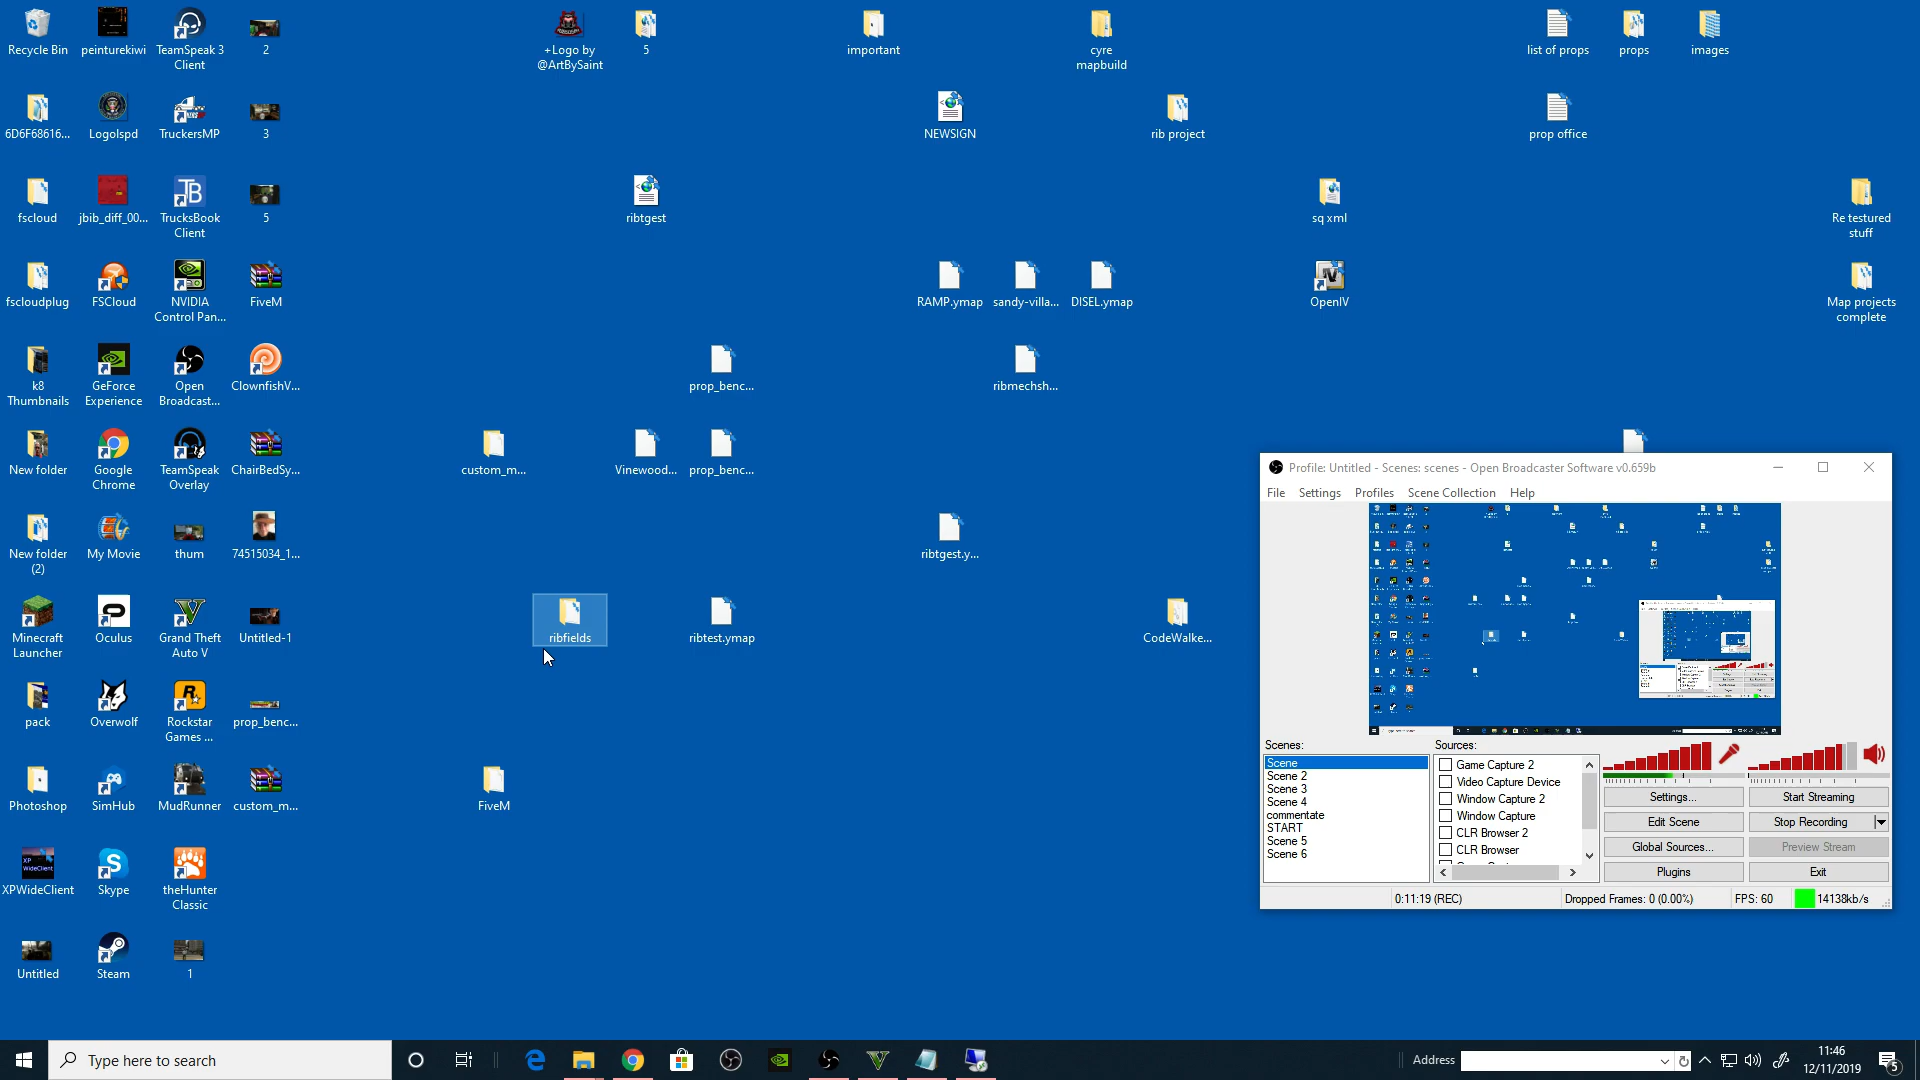 Recycle Bin
peinturekiwi
TeamSpeak 3
Client
2
+Logo by
@ArtBySaint
5
important
cyre
mapbuild
list of props
props
images
6D6F68616...
Logolspd
TruckersMP
3
NEWSIGN
rib project
prop office
fscloud
jbib_diff_00...
TrucksBook
Client
5
ribtgest
sq xml
Re testured
stuff
fscloudplug
FSCloud
NVIDIA
Control Pan...
FiveM
RAMP.ymap
sandy-villa...
DISEL.ymap
OpenIV
Map projects
complete
k8
Thumbnails
GeForce
Experience
Open
Broadcast...
ClownfishV...
prop_benc...
ribmechsh...
New folder
Google
Chrome
TeamSpeak
Overlay
ChairBedSy...
custom_m...
Vinewood...
prop_benc...
New folder
(2)
My Movie
thum
74515034_1...
ribtgest.y...
Minecraft
Launcher
Oculus
Grand Theft
Auto V
Untitled-1
ribfields
ribtest.ymap
CodeWalke...
pack
Overwolf
Rockstar
Games ...
prop_benc...
Photoshop
SimHub
MudRunner
custom_m...
FiveM
XP
WideClient
XPWideClient
Skype
theHunter
Classic
Untitled
Steam
1
Profile: Untitled - Scenes: scenes - Open Broadcaster Software v0.659b
File Settings Profiles Scene Collection Help
Scenes:
Scene
Scene 2
Scene 3
Scene 4
commentate
START
Scene 5
Scene 6
Sources:
Game Capture 2
Video Capture Device
Window Capture 2
Window Capture
CLR Browser 2
CLR Browser
Settings...
Start Streaming
Edit Scene
Stop Recording
Global Sources...
Preview Stream
Plugins
Exit
0:11:19 (REC)
Dropped Frames: 0 (0.00%)
FPS: 60
14138kb/s
Type here to search
Address
11:46
12/11/2019
5